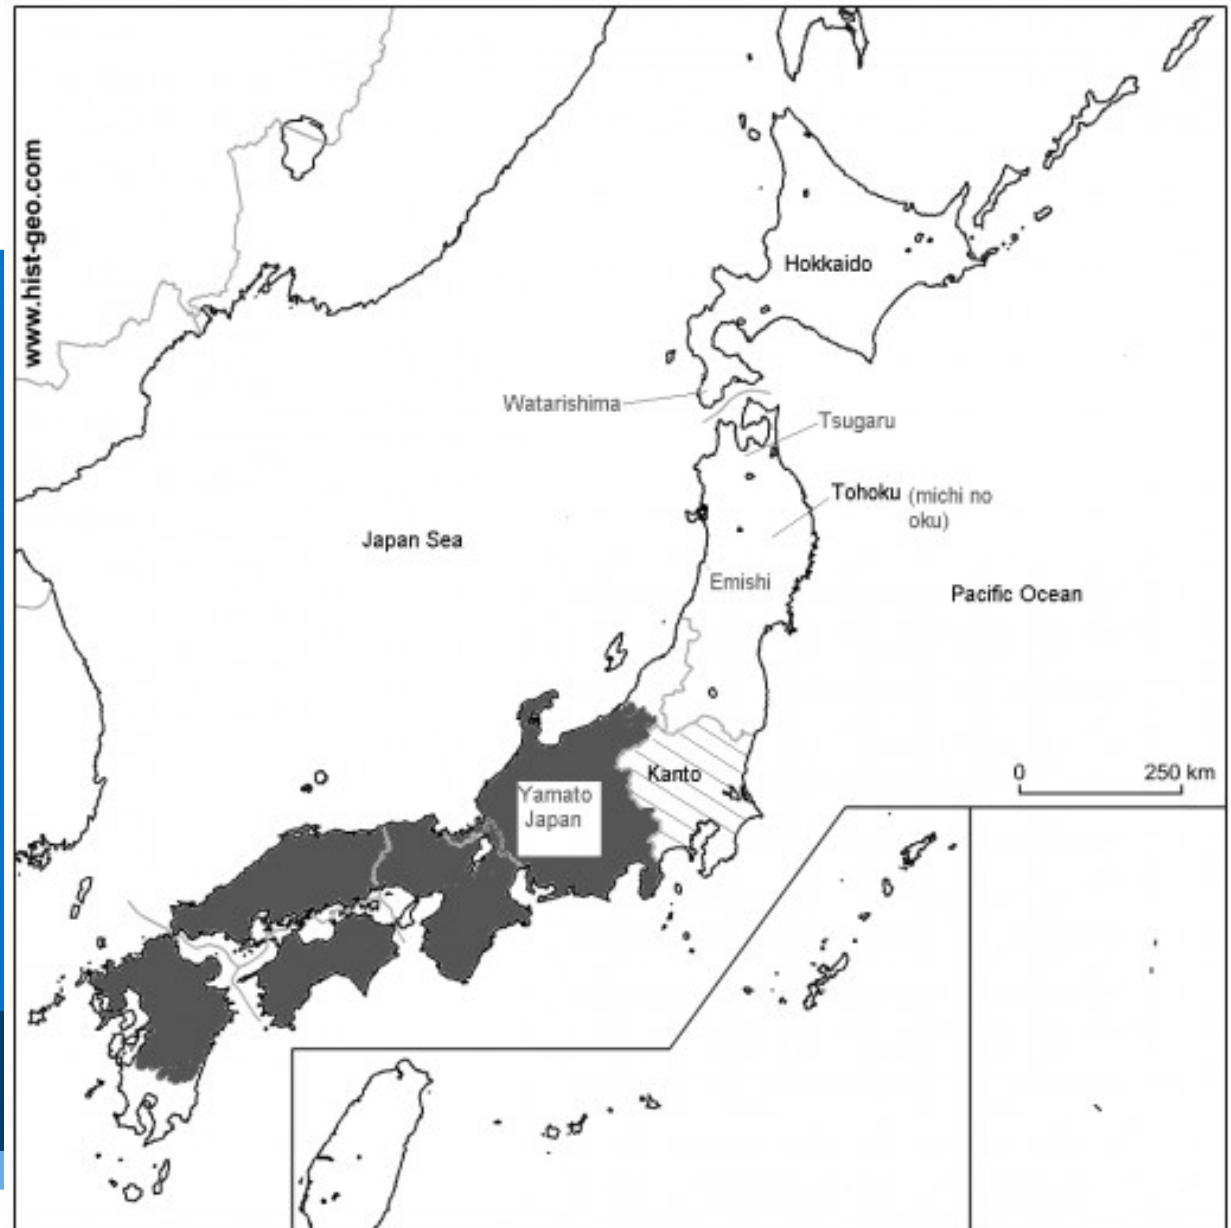 www.hist-geo.com
Hokkaido
Watarishima
Tsugaru
Tohoku (michi no
oku)
Japan Sea
Emishi
Pacific Ocean
Kanto
0 250 km
Yamato
Japan